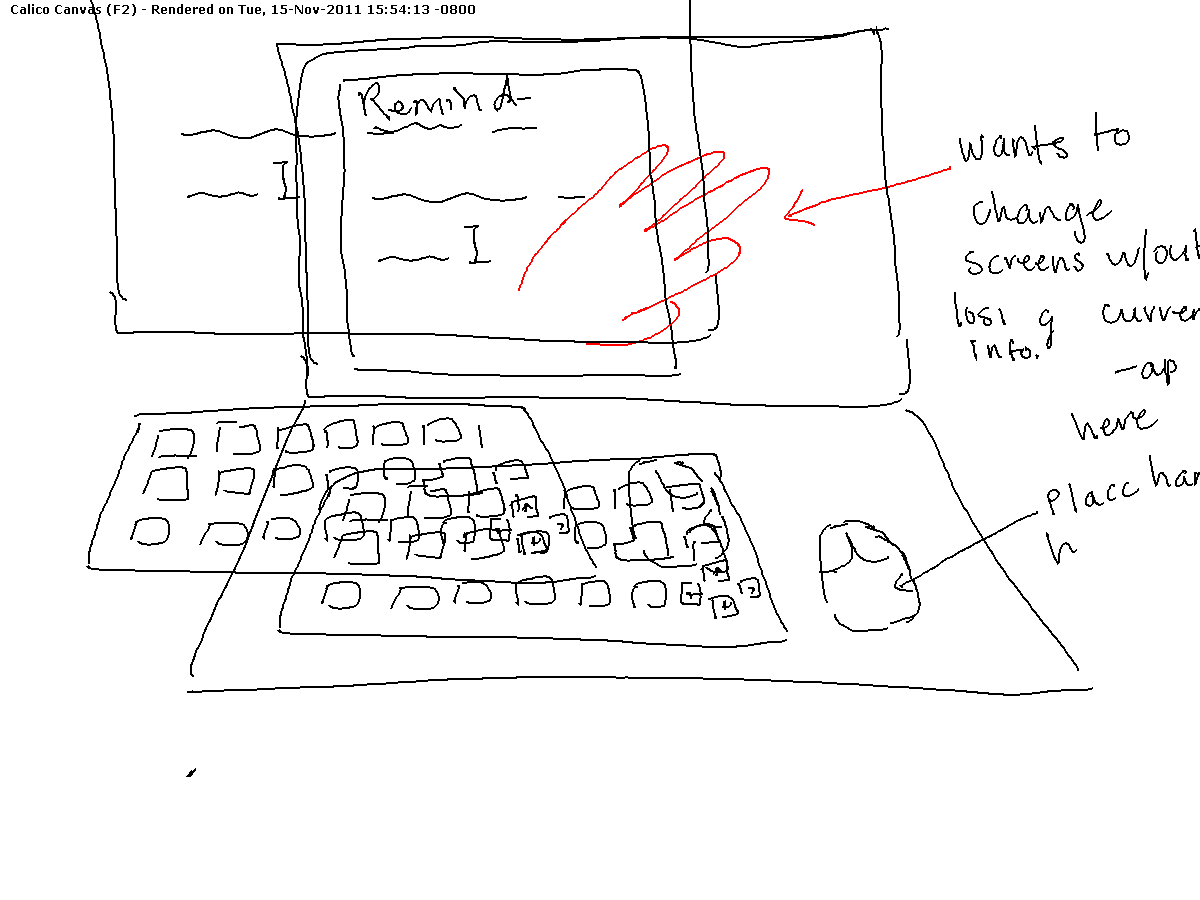 Calico Canvas (F2) - Rendered on Tue, 15-Nov-2011 15:54:13 -0800
Remind
I
I
wants to
change
screens w/out
losi g curren
info.
-ap
here
Place han
h